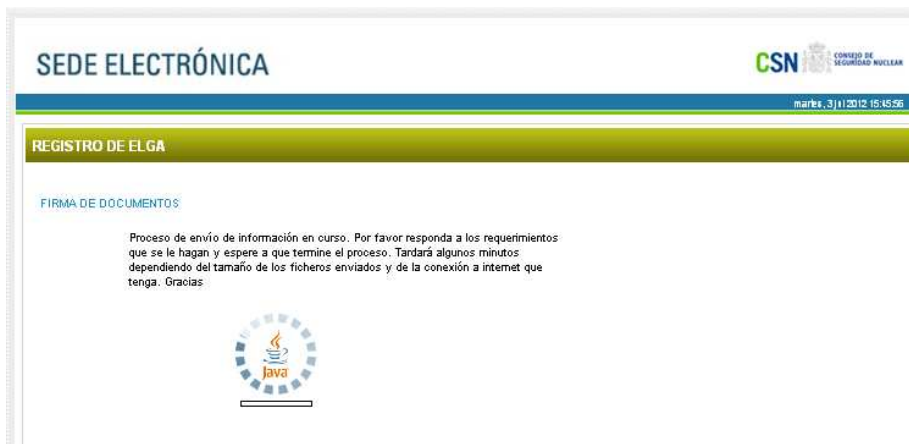 SEDE ELECTRÓNICA
CSN
CONSEJO DE
SEGURIDAD NUCLEAR
martes, 3 jul 2012 15:45:56
REGISTRO DE ELGA
FIRMA DE DOCUMENTOS
Proceso de envío de información en curso. Por favor responda a los requerimientos
que se le hagan y espere a que termine el proceso. Tardará algunos minutos
dependiendo del tamaño de los ficheros enviados y de la conexión a internet que
tenga. Gracias
Java